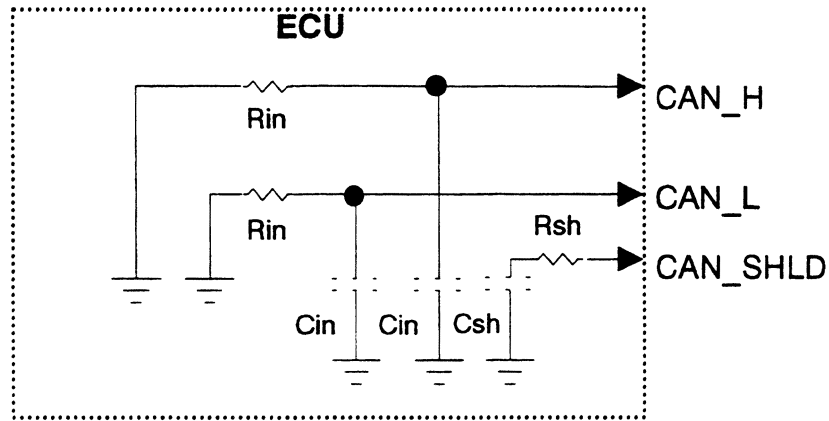 ECU
CAN_H
Rin
CAN_L
Rin
Rsh
CAN_SHLD
Cin
Cin
Csh